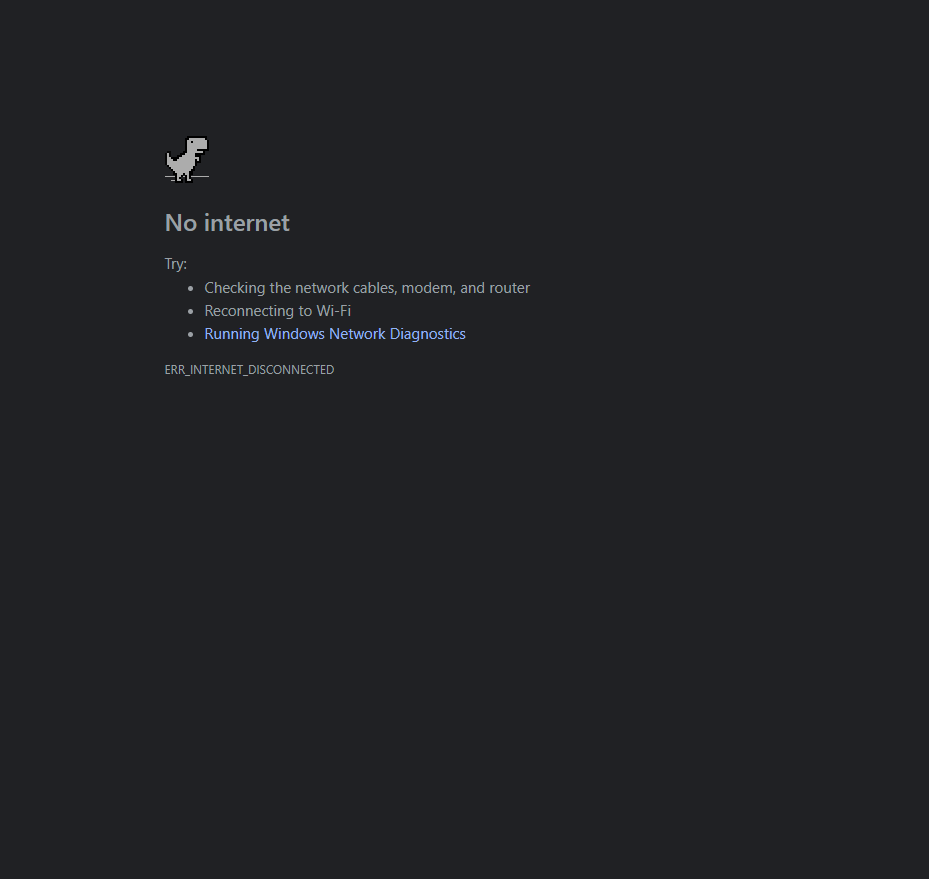 No internet
Try:
Checking the network cables, modem, and router
Reconnecting to Wi-Fi
Running Windows Network Diagnostics
ERR_INTERNET_DISCONNECTED